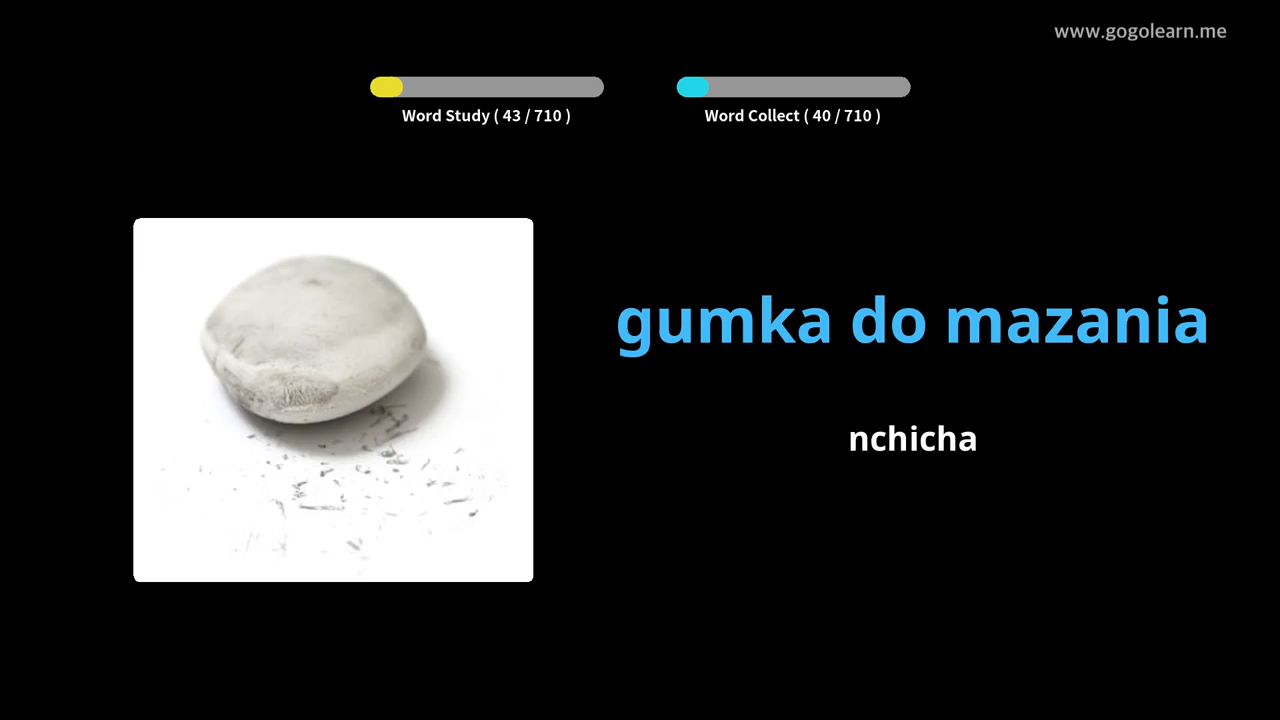 www.gogolearn.me
Word Study ( 43 / 710 )
Word Collect ( 40 / 710 )
gumka do mazania
nchicha